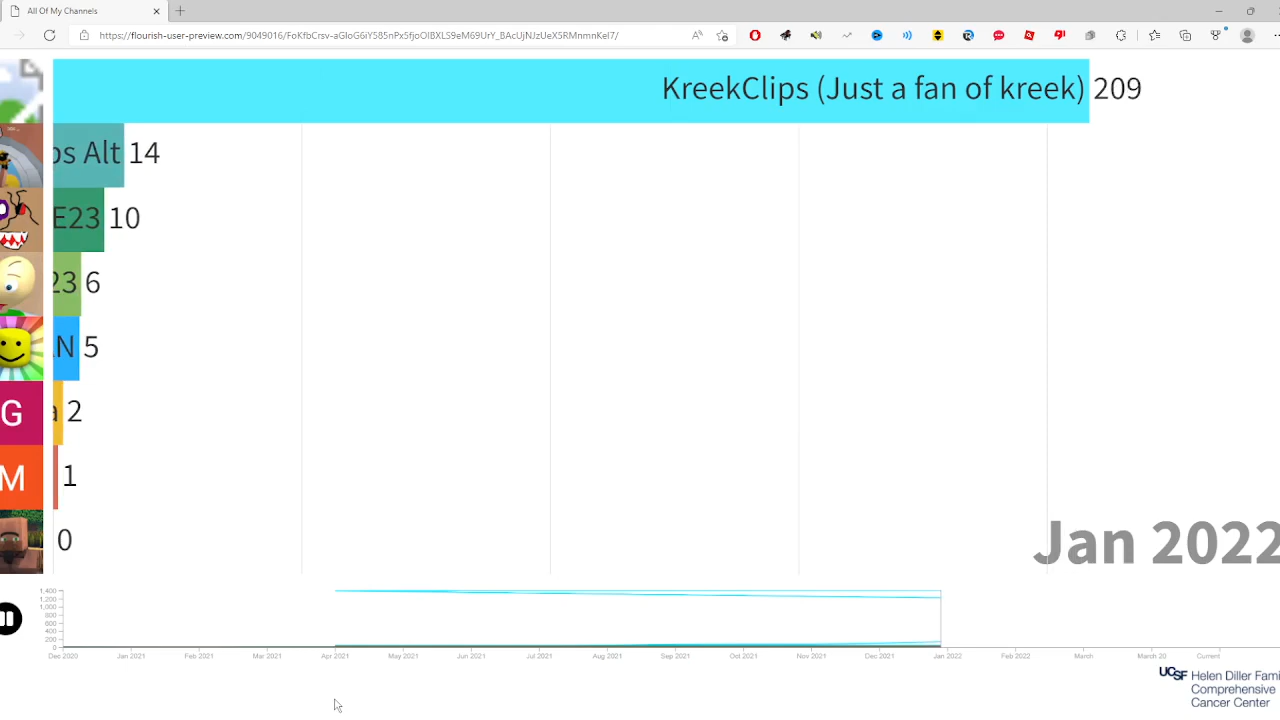 All Of My Channels
https://flourish-user-preview.com/9049016/FoKfbCrsv-aGIoG6iY585nPx5fjoOIBXLS9eM69UrY_BAcUjNJzUeX5RMnmnKeI7/
KreekClips (Just a fan of kreek) 209
ps Alt 14
E23 10
23 6
AN 5
G
a 2
M
1
0
Jan 2022
1,400
1,200
1,000
800
600
400
200
0
Dec 2020 Jan 2021 Feb 2021 Mar 2021 Apr 2021 May 2021 Jun 2021 Jul 2021 Aug 2021 Sep 2021 Oct 2021 Nov 2021 Dec 2021 Jan 2022 Feb 2022 March March 20 Current
UCSF Helen Diller Fami
Comprehensive
Cancer Center